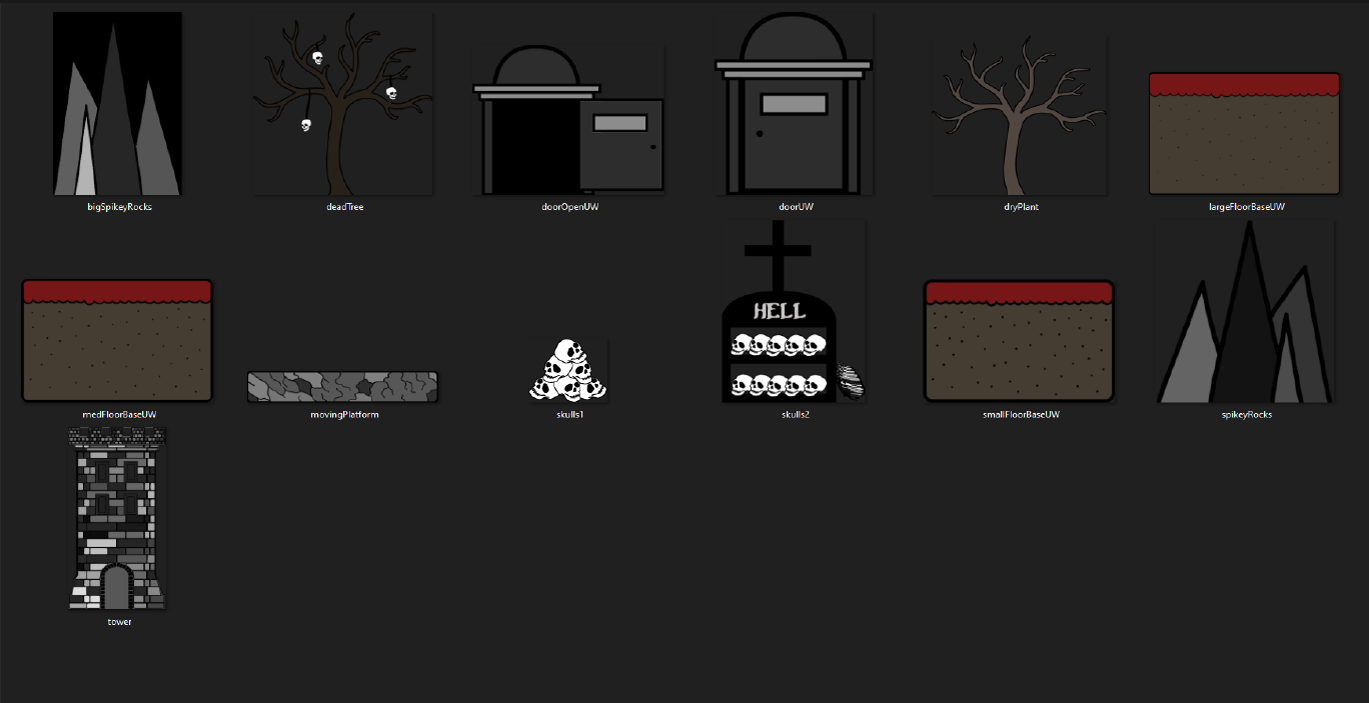 bigSpikeyRocks
deadTree
doorOpenUW
doorUW
dryPlant
largeFloorBaseUW
HELL
medFloorBaseUW
movingPlatform
skulls1
skulls2
smallFloorBaseUW
spikeyRocks
tower